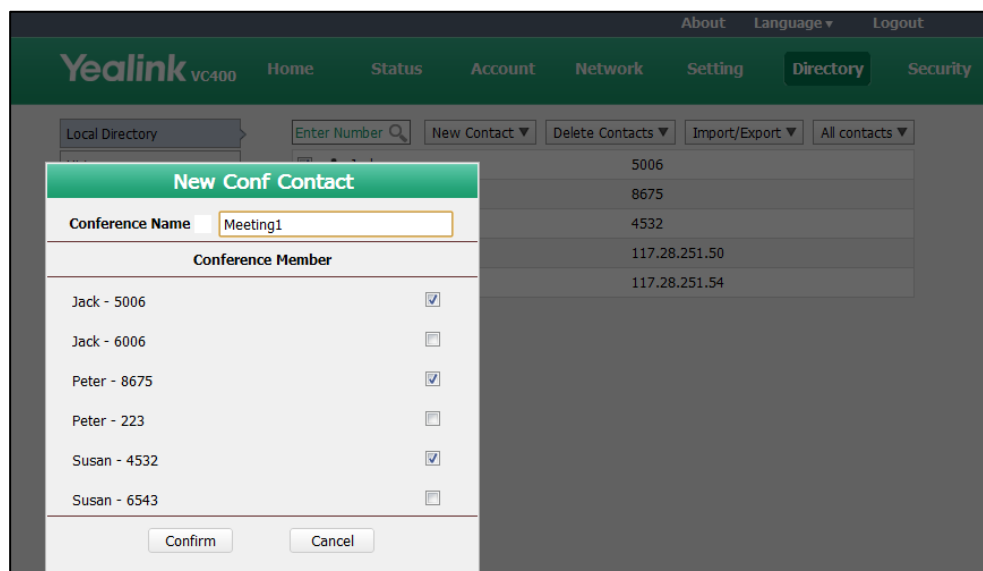 About Language▼ Logout
Yealink VC400 Home Status Account Network Setting Directory Security
Local Directory Enter Number New Contact ▼ Delete Contacts ▼ Import/Export ▼ All contacts ▼
5006
8675
4532
117.28.251.50
117.28.251.54
New Conf Contact
Conference Name Meeting1
Conference Member
Jack - 5006
Jack - 6006
Peter - 8675
Peter - 223
Susan - 4532
Susan - 6543
Confirm Cancel